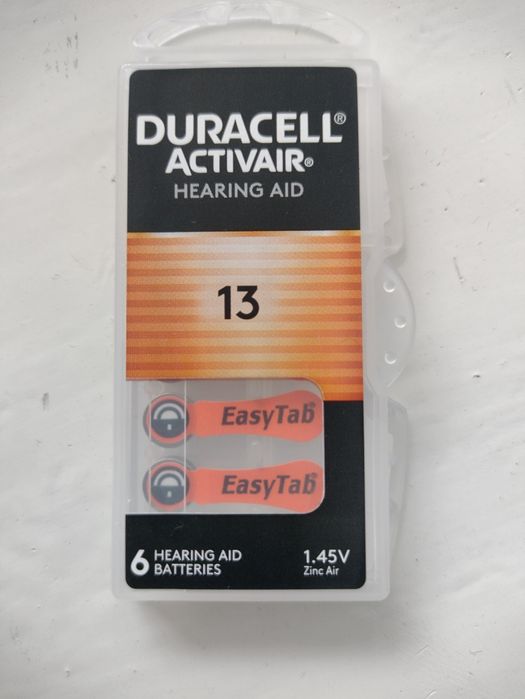 DURACELL®
ACTIVAIR®
HEARING AID
13
EasyTab®
EasyTab®
6 HEARING AID
BATTERIES
1.45V
Zinc Air